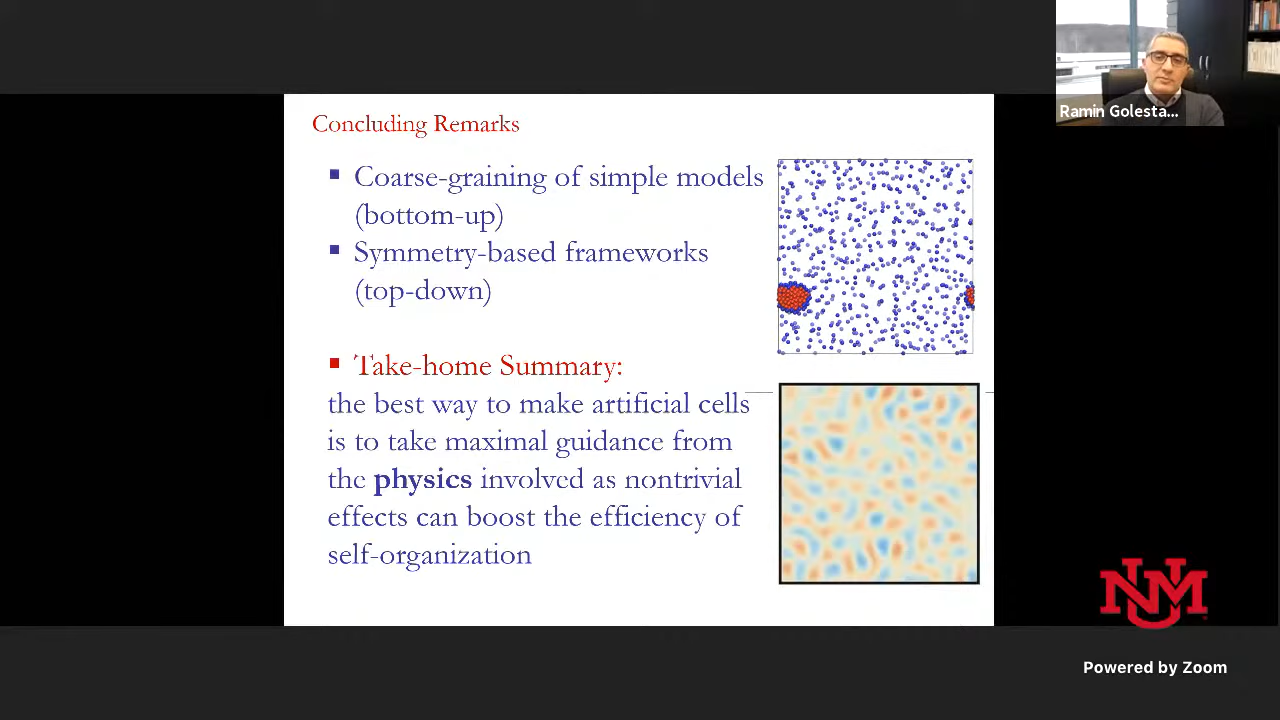 Ramin Golesta...
Concluding Remarks
▪ Coarse-graining of simple models
(bottom-up)
▪ Symmetry-based frameworks
(top-down)
▪ Take-home Summary:
the best way to make artificial cells
is to take maximal guidance from
the physics involved as nontrivial
effects can boost the efficiency of
self-organization
UNM
Powered by Zoom